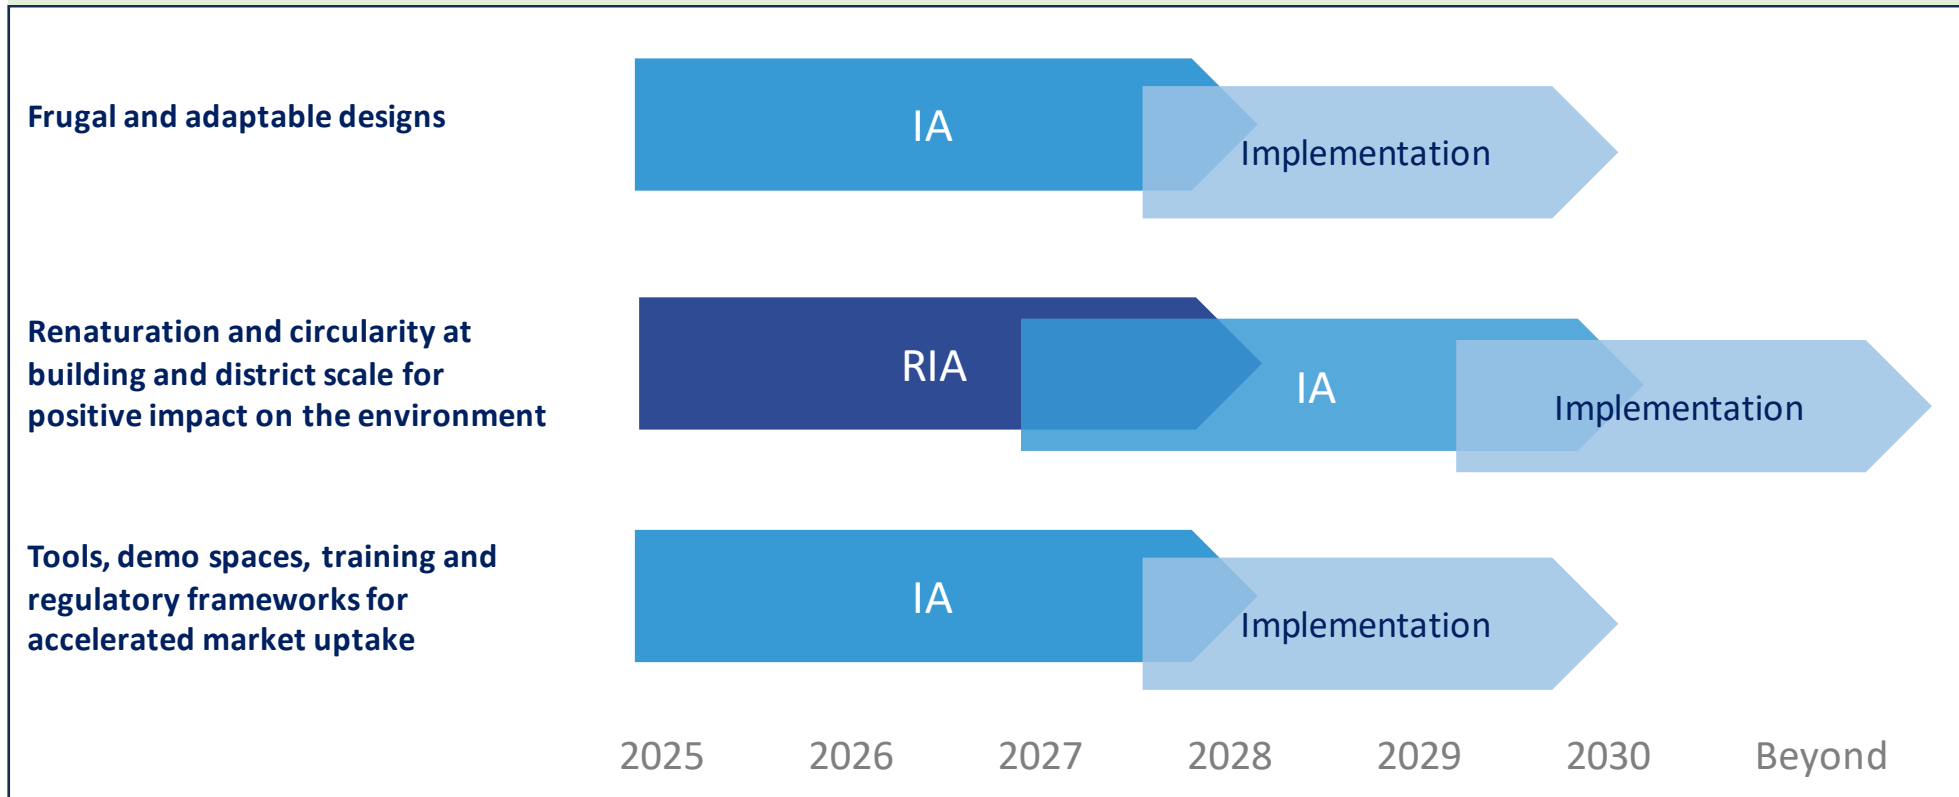 Frugal and adaptable designs
IA
Implementation
Renaturation and circularity at
building and district scale for
positive impact on the environment
RIA
IA
Implementation
Tools, demo spaces, training and
regulatory frameworks for
accelerated market uptake
IA
Implementation
2025 2026 2027 2028 2029 2030 Beyond